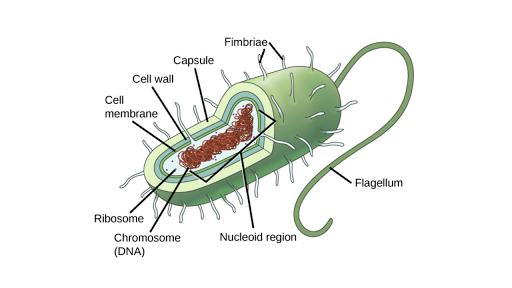 Fimbriae
Capsule
Cell wall
Cell
membrane
Ribosome
Chromosome
(DNA)
Nucleoid region
Flagellum